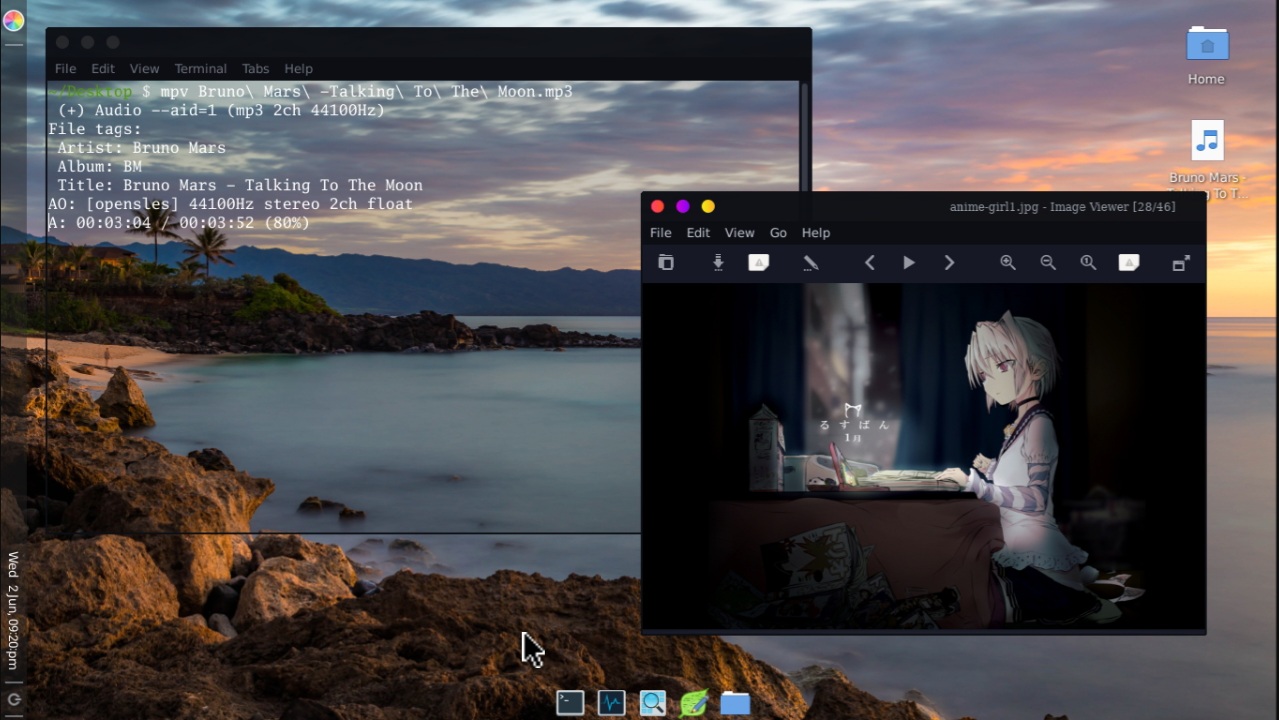 File Edit View Terminal Tabs Help
~/Desktop $ mpv Bruno\ Mars\ -Talking\ To\ The\ Moon.mp3
(+) Audio --aid=1 (mp3 2ch 44100Hz)
File tags:
Artist: Bruno Mars
Album: BM
Title: Bruno Mars - Talking To The Moon
AO: [opensles] 44100Hz stereo 2ch float
A: 00:03:04 / 00:03:52 (80%)
Home
Bruno Mars -
Talking To T...
anime-girl1.jpg - Image Viewer [28/46]
File Edit View Go Help
るすばん
1月
Wed 2 Jun, 09:20:pm